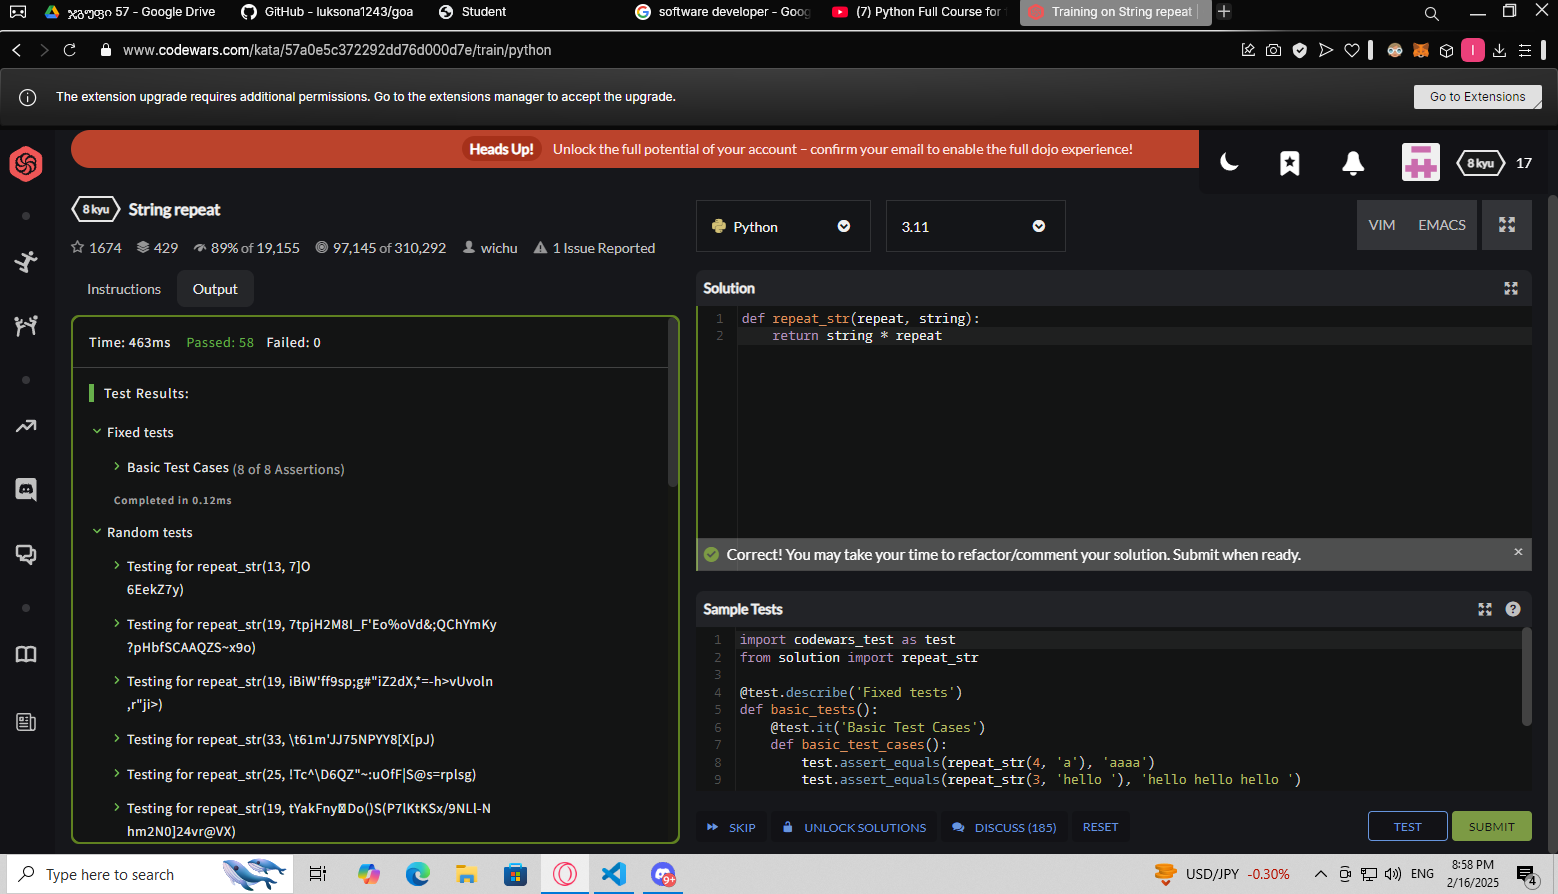 ჯგუფი 57 - Google Drive
GitHub - luksona1243/goa
Student
software developer - Goog
(7) Python Full Course for
Training on String repeat
www.codewars.com/kata/57a0e5c372292dd76d000d7e/train/python
The extension upgrade requires additional permissions. Go to the extensions manager to accept the upgrade.
Go to Extensions
Heads Up! Unlock the full potential of your account – confirm your email to enable the full dojo experience!
8 kyu 17
8 kyu String repeat
1674 429 89% of 19,155 97,145 of 310,292 wichu 1 Issue Reported
Instructions Output
Time: 463ms Passed: 58 Failed: 0
Test Results:
Fixed tests
Basic Test Cases (8 of 8 Assertions)
Completed in 0.12ms
Random tests
Testing for repeat_str(13, 7]O
6EekZ7y)
Testing for repeat_str(19, 7tpjH2M8I_F'Eo%oVd&;QChYmKy
?pHbfSCAAQZS~x9o)
Testing for repeat_str(19, iBiW'ff9sp;g#"iZ2dX,*=-h>vUvoln
,r"ji>)
Testing for repeat_str(33, \t61m'JJ75NPYY8[X[pJ)
Testing for repeat_str(25, !Tc^\D6QZ"~:uOfF|S@s=rplsg)
Testing for repeat_str(19, tYakFny Do()S(P7lKtKSx/9NLl-N
hm2N0]24vr@VX)
Python
3.11
VIM EMACS
Solution
1 def repeat_str(repeat, string):
2 return string * repeat
Correct! You may take your time to refactor/comment your solution. Submit when ready.
Sample Tests
1 import codewars_test as test
2 from solution import repeat_str
3
4 @test.describe('Fixed tests')
5 def basic_tests():
6 @test.it('Basic Test Cases')
7 def basic_test_cases():
8 test.assert_equals(repeat_str(4, 'a'), 'aaaa')
9 test.assert_equals(repeat_str(3, 'hello '), 'hello hello hello ')
SKIP UNLOCK SOLUTIONS DISCUSS (185) RESET TEST SUBMIT
Type here to search
9+
USD/JPY -0.30%
ENG
8:58 PM
2/16/2025
4